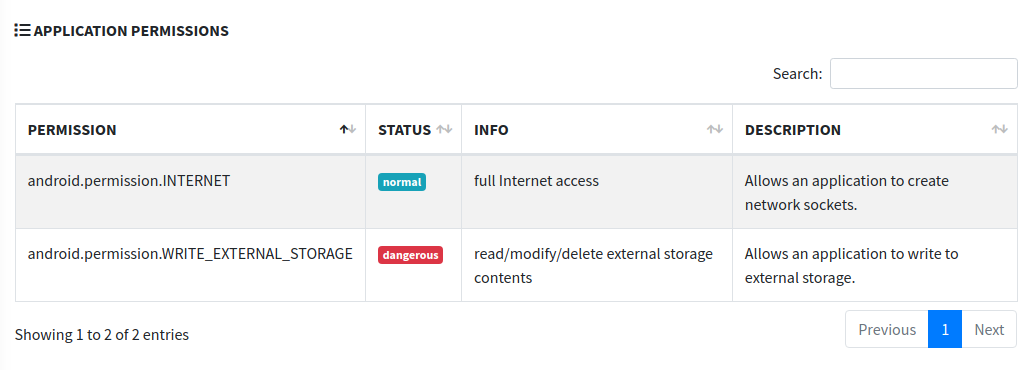 APPLICATION PERMISSIONS
Search:
PERMISSION STATUS INFO DESCRIPTION
android.permission.INTERNET normal full Internet access Allows an application to create
network sockets.
android.permission.WRITE_EXTERNAL_STORAGE dangerous read/modify/delete external storage Allows an application to write to
contents external storage.
Showing 1 to 2 of 2 entries Previous 1 Next